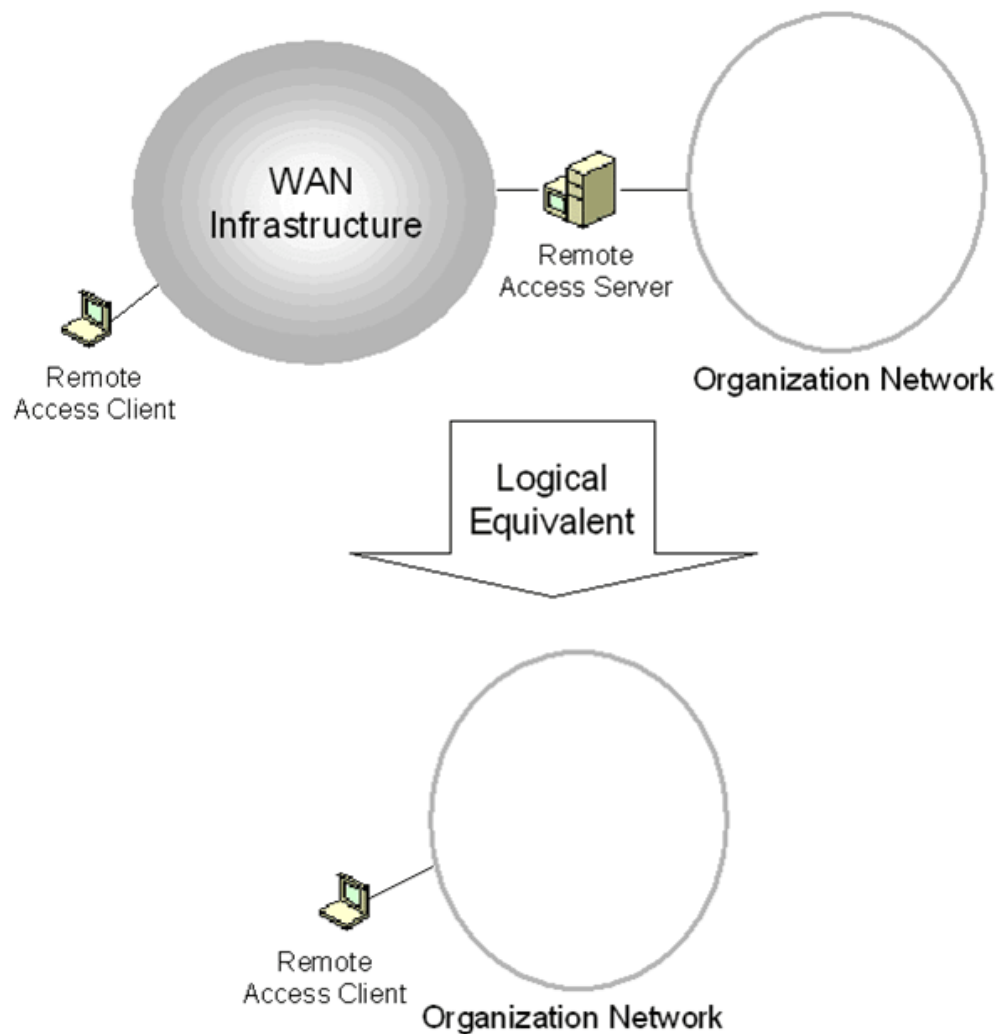 WAN
Infrastructure
Remote
Access Server
Remote
Access Client
Organization Network
Logical
Equivalent
Remote
Access Client
Organization Network